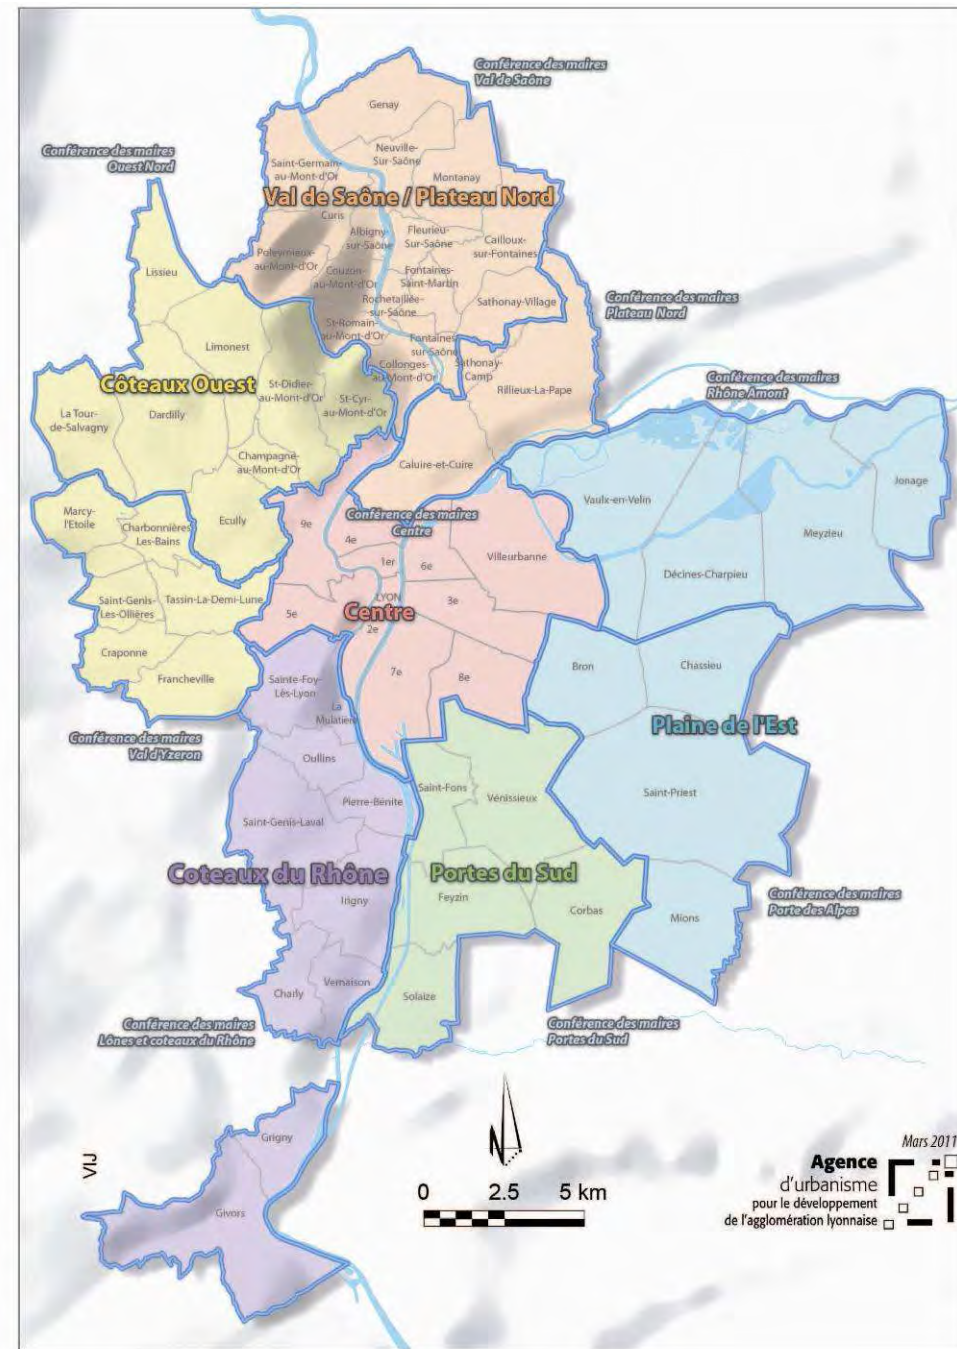 Conférence des maires
Val de Saône
Genay
Conférence des maires
Ouest Nord
Neuville-
Sur-Saône
Saint-Germain-
au-Mont-d'Or
Montanay
Val de Saône / Plateau Nord
Curis
Albigny-
sur-Saône
Fleurieu-
Sur-Saône
Cailloux-
sur-Fontaines
Poleymieux-
au-Mont-d'Or
Lissieu
Couzon-
au-Mont-d'Or
Fontaines-
Saint-Martin
Rochetaillée-
sur-Saône
Sathonay-Village
Conférence des maires
Plateau Nord
St-Romain-
au-Mont-d'Or
Limonest
Fontaines-
sur-Saône
Collonges-
au-Mont-d'Or
Sathonay-
Camp
Côteaux Ouest
St-Didier-
au-Mont-d'Or
Rillieux-La-Pape
Conférence des maires
Rhône Amont
St-Cyr-
au-Mont-d'Or
La Tour-
de-Salvagny
Dardilly
Champagne-
au-Mont-d'Or
Caluire-et-Cuire
Jonage
Vaulx-en-Velin
Marcy-
l'Etoile
Charbonnières
Les-Bains
Ecully
9e
Conférence des maires
Centre
4e
Meyzieu
1er
6e
Villeurbanne
Décines-Charpieu
Saint-Genis-
Les-Ollières
Tassin-La-Demi-Lune
LYON
3e
5e
Centre
2e
Craponne
Francheville
Sainte-Foy-
Lès-Lyon
7e
8e
Bron
Chassieu
La
Mulatière
Plaine de l'Est
Conférence des maires
Val d'Yzeron
Oullins
Saint-Fons
Vénissieux
Saint-Priest
Pierre-Bénite
Saint-Genis-Laval
Coteaux du Rhône
Portes du Sud
Irigny
Feyzin
Corbas
Conférence des maires
Porte des Alpes
Mions
Charly
Vernaison
Solaize
Conférence des maires
Lônes et coteaux du Rhône
Conférence des maires
Portes du Sud
Grigny
VIJ
Givors
N
0 2.5 5 km
Mars 2011
Agence
d'urbanisme
pour le développement
de l'agglomération lyonnaise